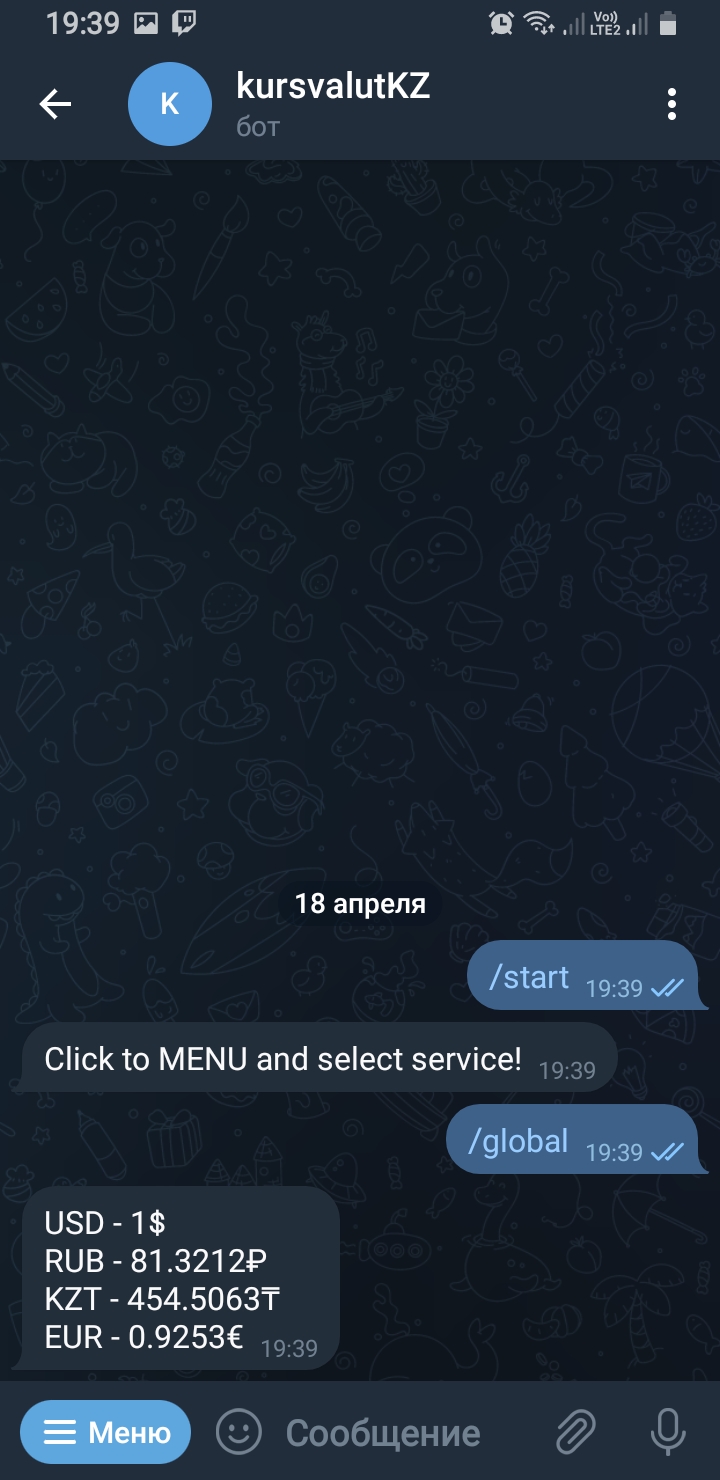 19:39
Vo))
LTE2
K
kursvalutKZ
бот
18 апреля
/start 19:39
Click to MENU and select service! 19:39
/global 19:39
USD - 1$
RUB - 81.3212₽
KZT - 454.5063₸
EUR - 0.9253€ 19:39
Меню
Сообщение